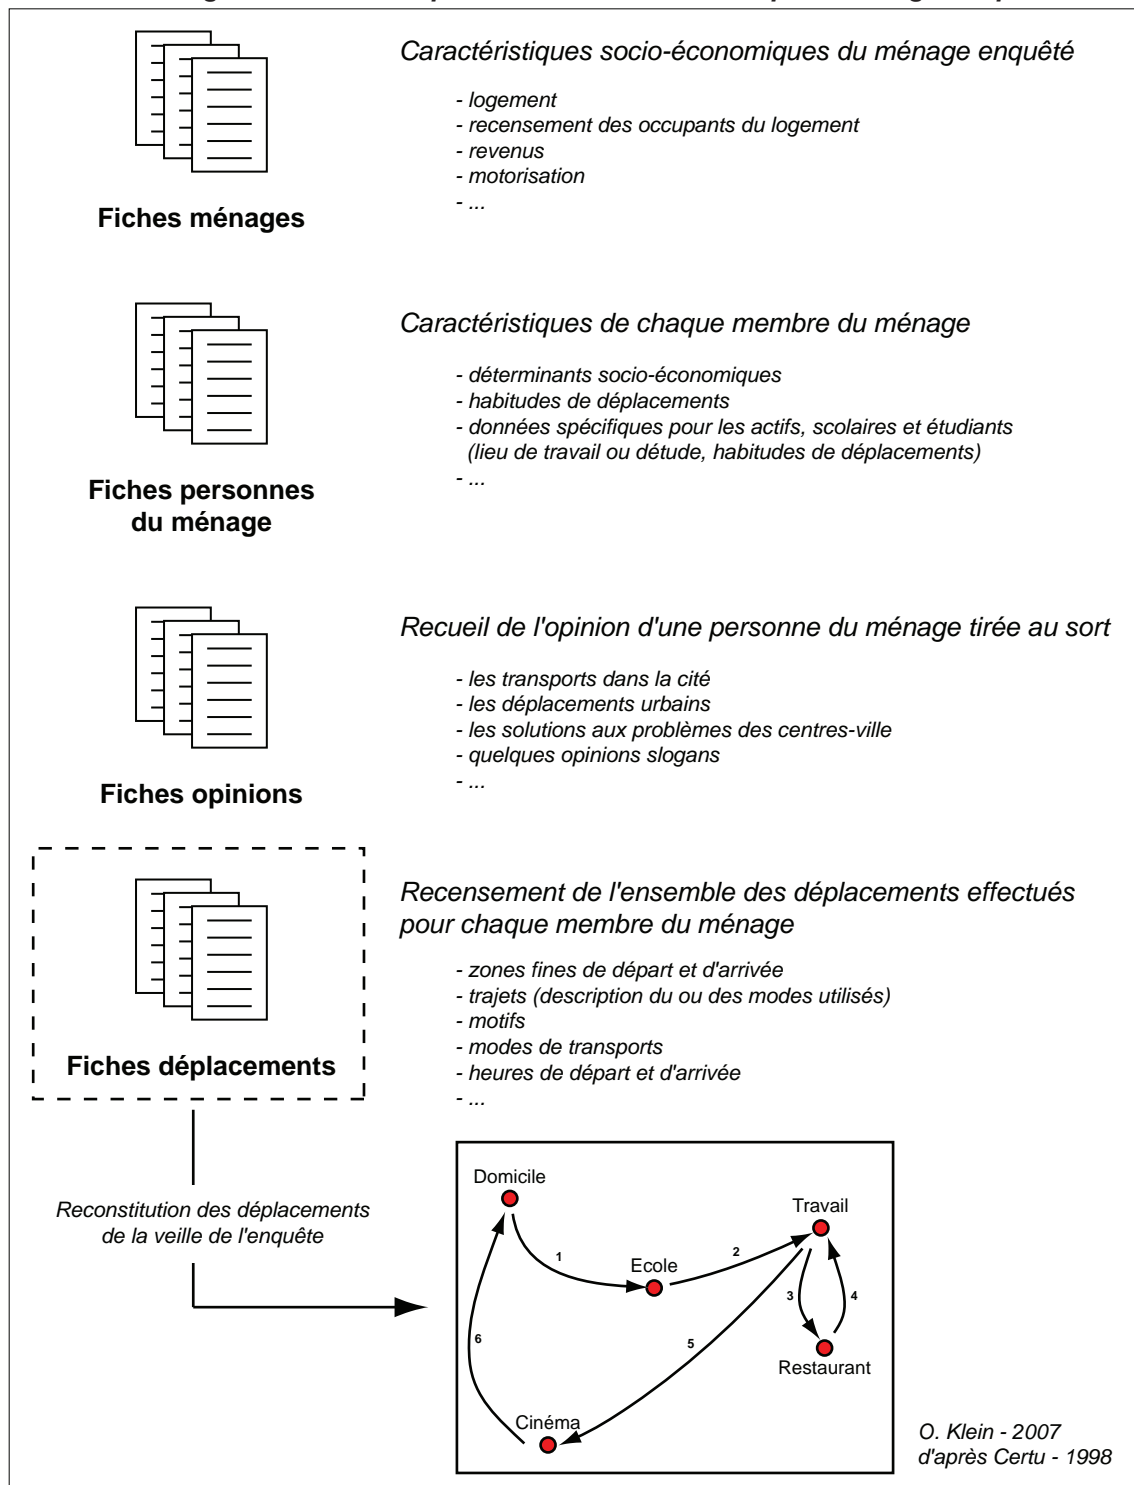 Fiches ménages
Caractéristiques socio-économiques du ménage enquêté
- logement
- recensement des occupants du logement
- revenus
- motorisation
- ...
Fiches personnes
du ménage
Caractéristiques de chaque membre du ménage
- déterminants socio-économiques
- habitudes de déplacements
- données spécifiques pour les actifs, scolaires et étudiants
(lieu de travail ou détude, habitudes de déplacements)
- ...
Fiches opinions
Recueil de l'opinion d'une personne du ménage tirée au sort
- les transports dans la cité
- les déplacements urbains
- les solutions aux problèmes des centres-ville
- quelques opinions slogans
- ...
Fiches déplacements
Recensement de l'ensemble des déplacements effectués
pour chaque membre du ménage
- zones fines de départ et d'arrivée
- trajets (description du ou des modes utilisés)
- motifs
- modes de transports
- heures de départ et d'arrivée
- ...
Reconstitution des déplacements
de la veille de l'enquête
Domicile
Travail
1
2
Ecole
3
4
5
6
Restaurant
Cinéma
O. Klein - 2007
d'après Certu - 1998